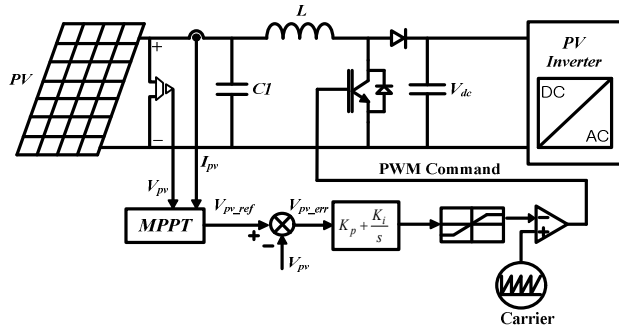 L
PV
+
−
C1
V_dc
PV
Inverter
DC
AC
I_pv
PWM Command
V_pv
MPPT
V_pv_ref
V_pv_err
+
−
V_pv
K_p + K_i/s
−
+
Carrier